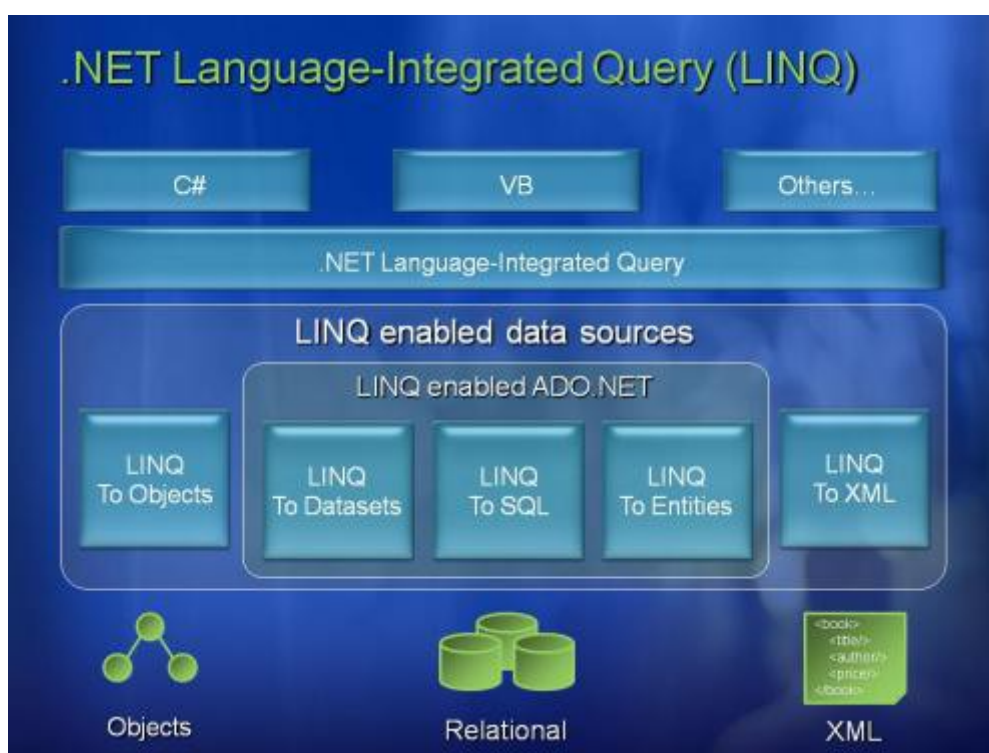 .NET Language-Integrated Query (LINQ)
C#
VB
Others...
.NET Language-Integrated Query
LINQ enabled data sources
LINQ enabled ADO.NET
LINQ
To Objects
LINQ
To Datasets
LINQ
To SQL
LINQ
To Entities
LINQ
To XML
<book>
<title/>
<author/>
<price/>
</book>
Objects
Relational
XML